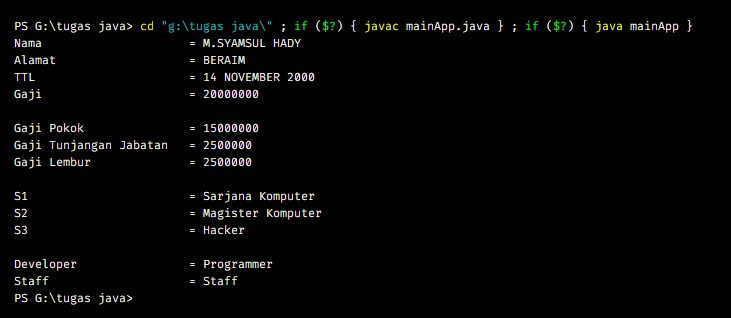 PS G:\tugas java> cd "g:\tugas java\" ; if ($?) { javac mainApp.java } ; if ($?) { java mainApp }
Nama = M.SYAMSUL HADY
Alamat = BERAIM
TTL = 14 NOVEMBER 2000
Gaji = 20000000
Gaji Pokok = 15000000
Gaji Tunjangan Jabatan = 2500000
Gaji Lembur = 2500000
S1 = Sarjana Komputer
S2 = Magister Komputer
S3 = Hacker
Developer = Programmer
Staff = Staff
PS G:\tugas java>